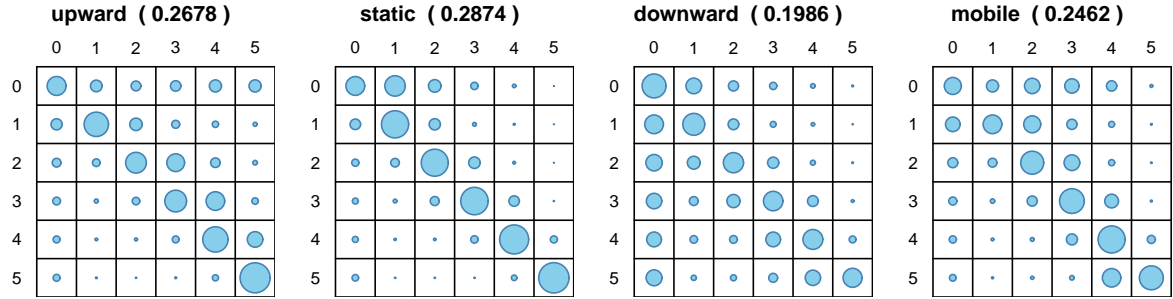 upward ( 0.2678 ) static ( 0.2874 ) downward ( 0.1986 ) mobile ( 0.2462 )
0 1 2 3 4 5 0 1 2 3 4 5 0 1 2 3 4 5 0 1 2 3 4 5
0 0 0 0
1 1 1 1
2 2 2 2
3 3 3 3
4 4 4 4
5 5 5 5